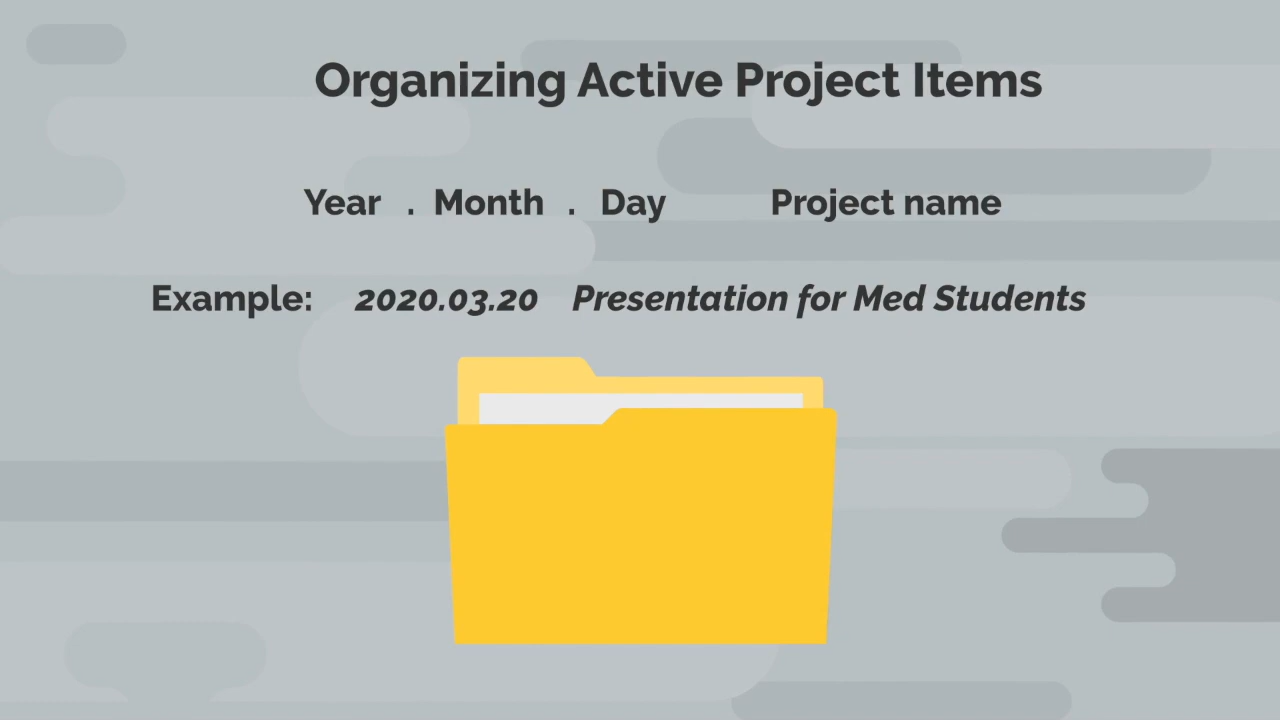 Organizing Active Project Items
Year . Month . Day Project name
Example: 2020.03.20 Presentation for Med Students